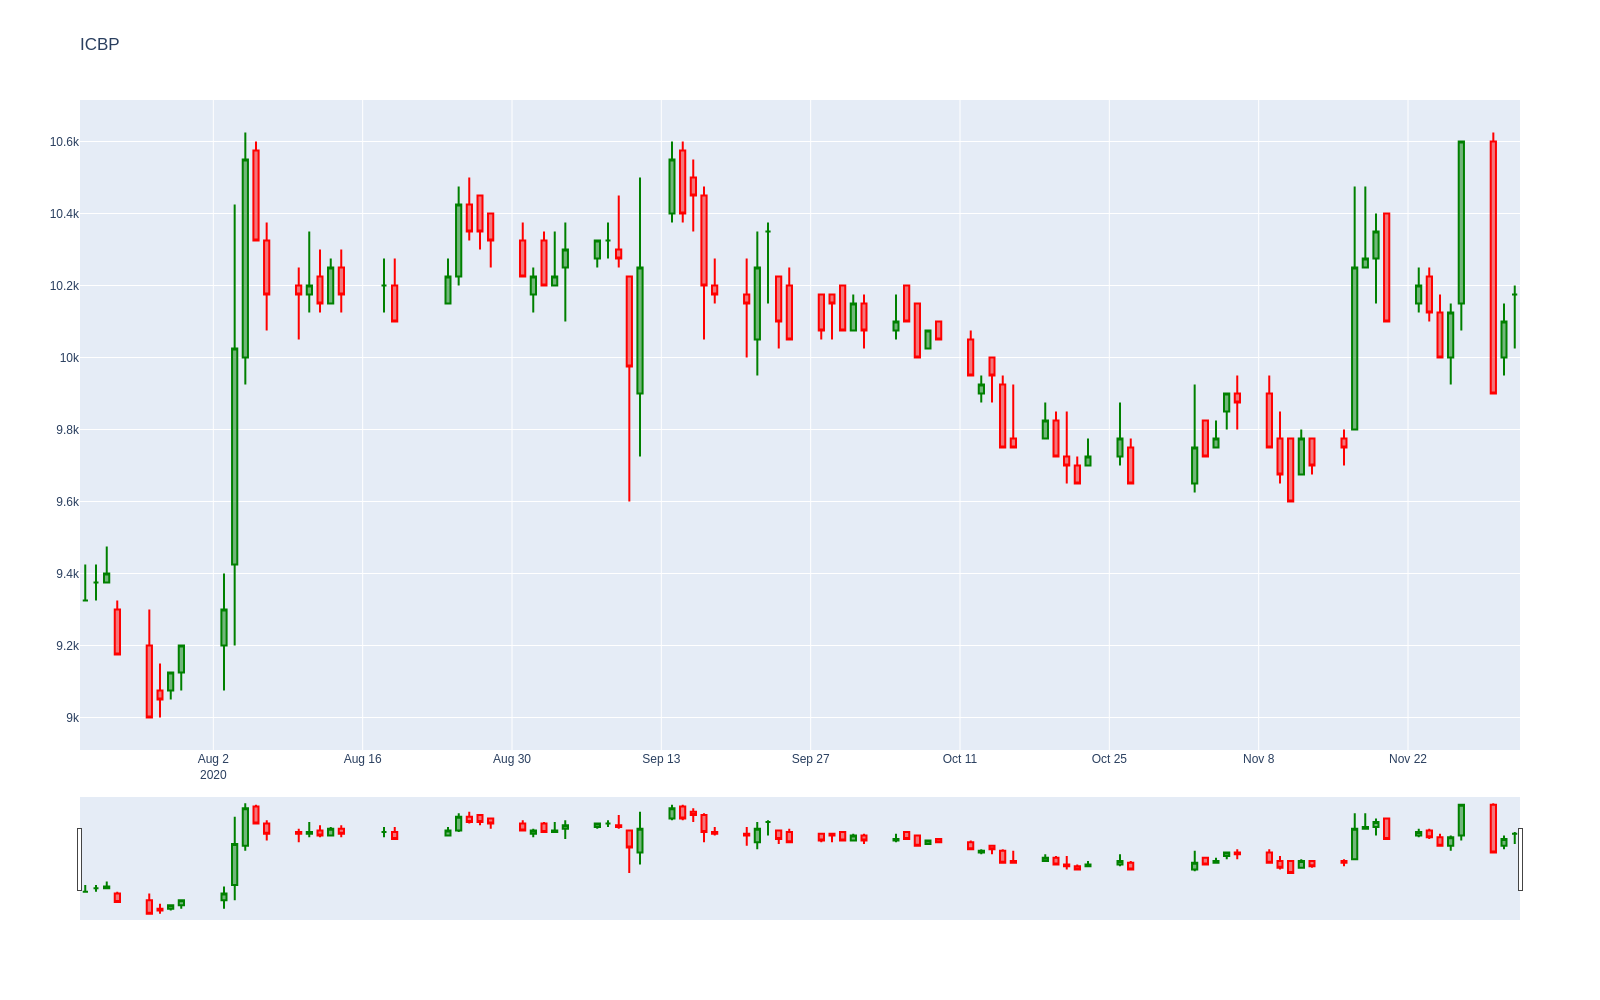 ICBP
10.6k
10.4k
10.2k
10k
9.8k
9.6k
9.4k
9.2k
9k
Aug 2 Aug 16 Aug 30 Sep 13 Sep 27 Oct 11 Oct 25 Nov 8 Nov 22
2020